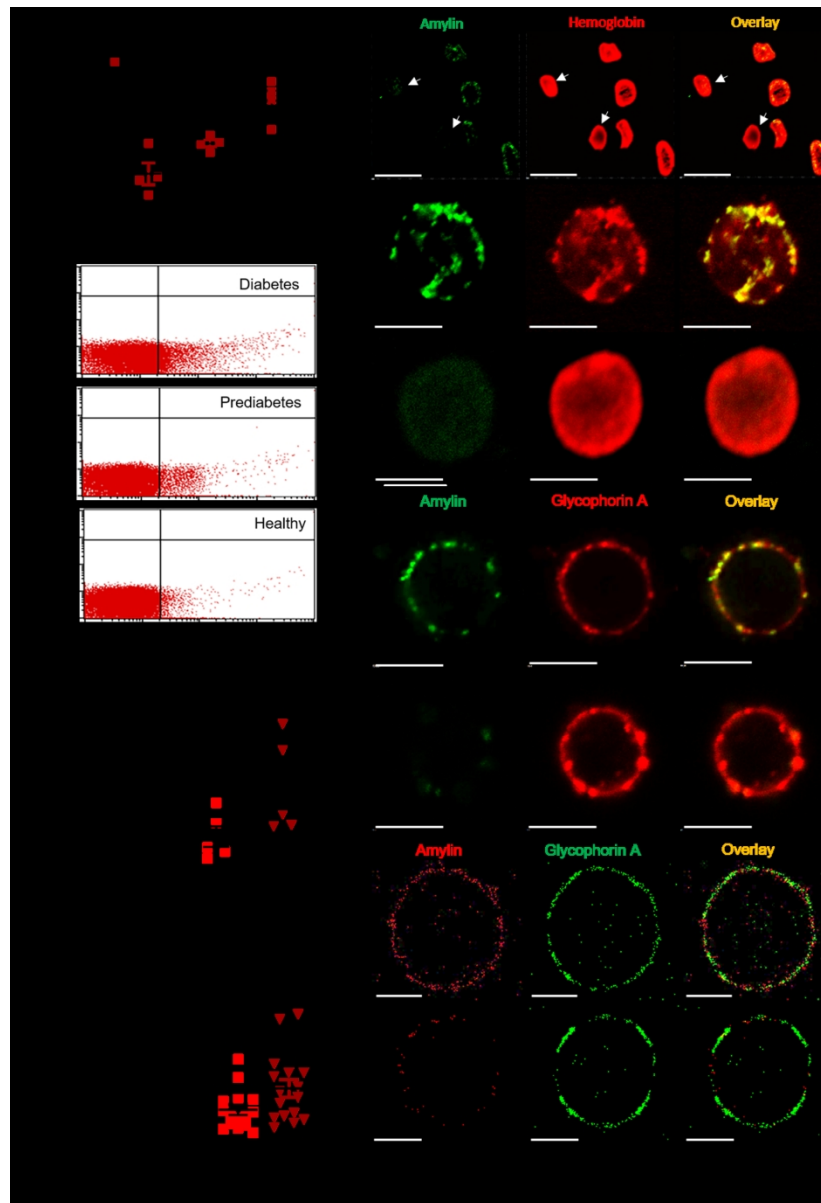 Amylin Hemoglobin Overlay
Diabetes
Prediabetes
Healthy
Amylin Glycophorin A Overlay
Amylin Glycophorin A Overlay